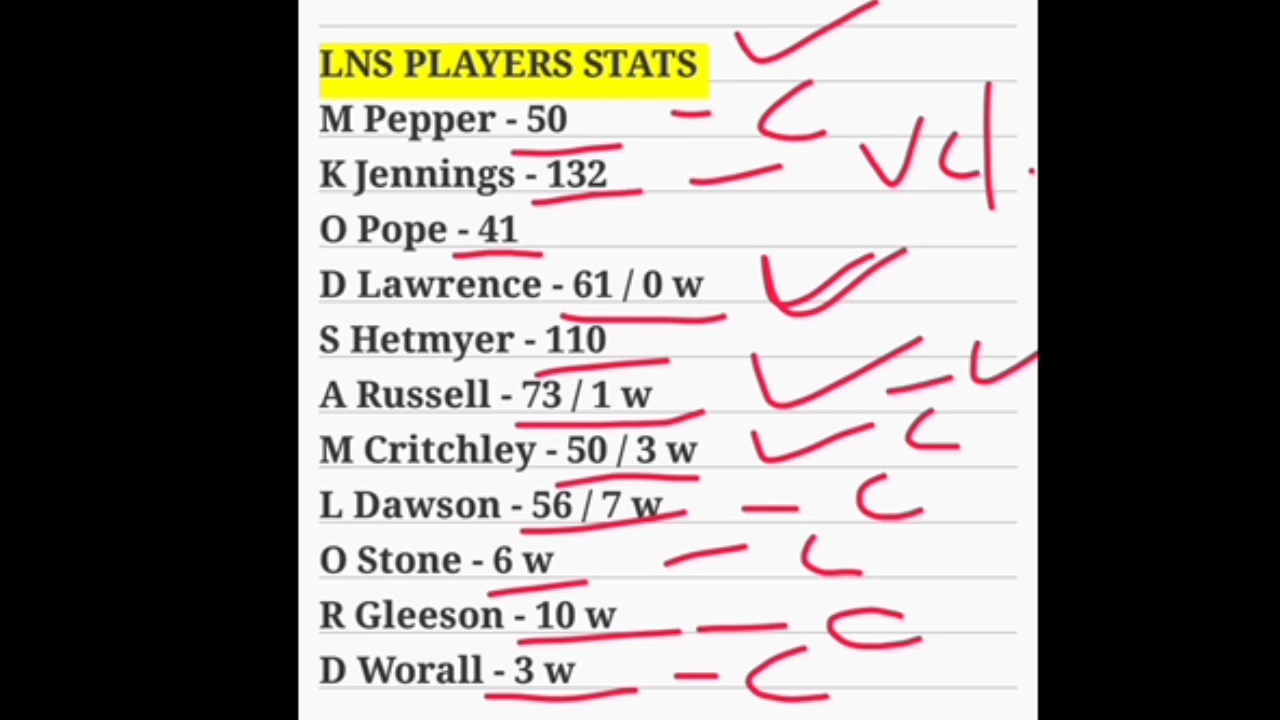 LNS PLAYERS STATS
M Pepper - 50 - C
K Jennings - 132 - VC
O Pope - 41
D Lawrence - 61 / 0 w
S Hetmyer - 110
A Russell - 73 / 1 w
M Critchley - 50 / 3 w C
L Dawson - 56 / 7 w - C
O Stone - 6 w - C
R Gleeson - 10 w - C
D Worall - 3 w - C